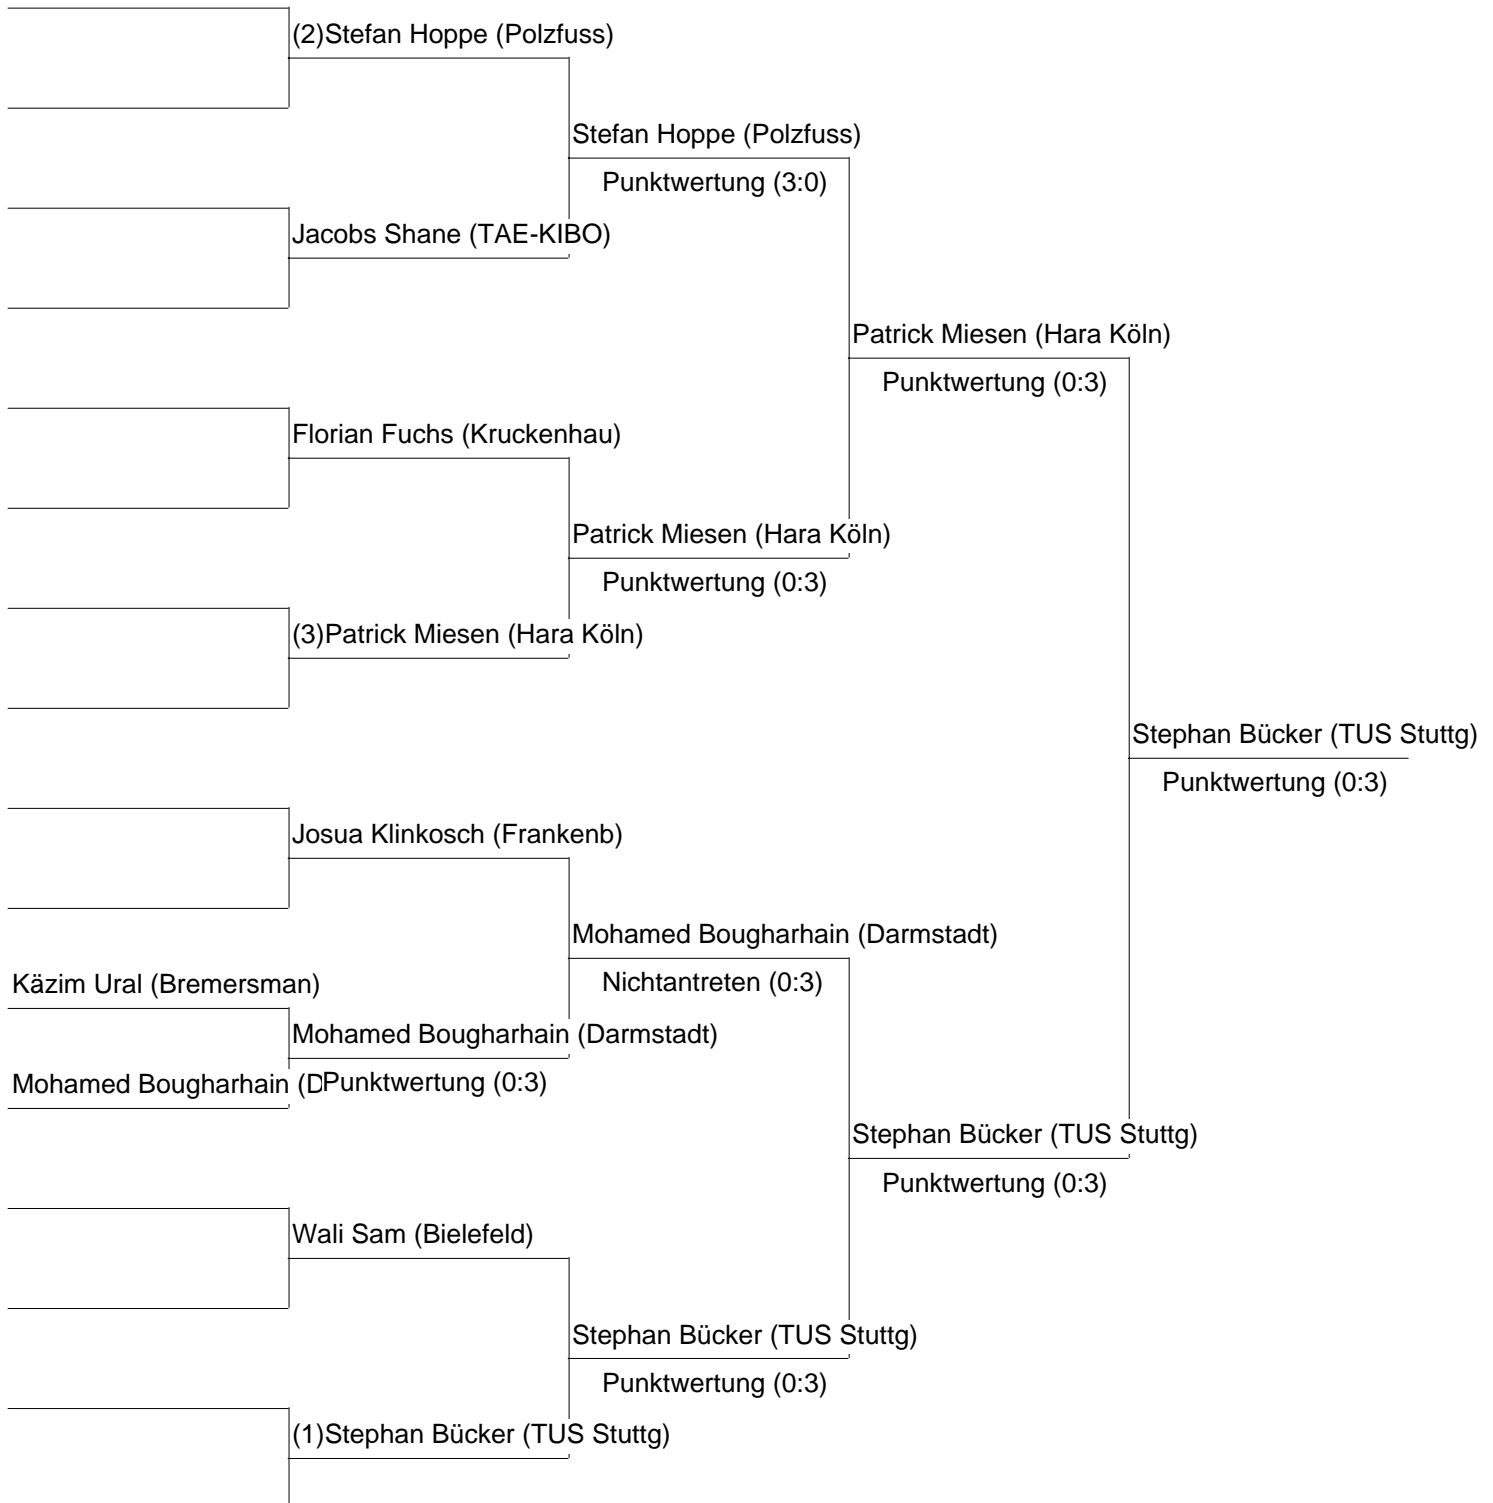 (2)Stefan Hoppe (Polzfuss)
Stefan Hoppe (Polzfuss)
Punktwertung (3:0)
Jacobs Shane (TAE-KIBO)
Patrick Miesen (Hara Köln)
Punktwertung (0:3)
Florian Fuchs (Kruckenhau)
Patrick Miesen (Hara Köln)
Punktwertung (0:3)
(3)Patrick Miesen (Hara Köln)
Stephan Bücker (TUS Stuttg)
Punktwertung (0:3)
Josua Klinkosch (Frankenb)
Mohamed Bougharhain (Darmstadt)
Nichtantreten (0:3)
Käzim Ural (Bremersman)
Mohamed Bougharhain (Darmstadt)
Mohamed Bougharhain (D
Punktwertung (0:3)
Stephan Bücker (TUS Stuttg)
Punktwertung (0:3)
Wali Sam (Bielefeld)
Stephan Bücker (TUS Stuttg)
Punktwertung (0:3)
(1)Stephan Bücker (TUS Stuttg)